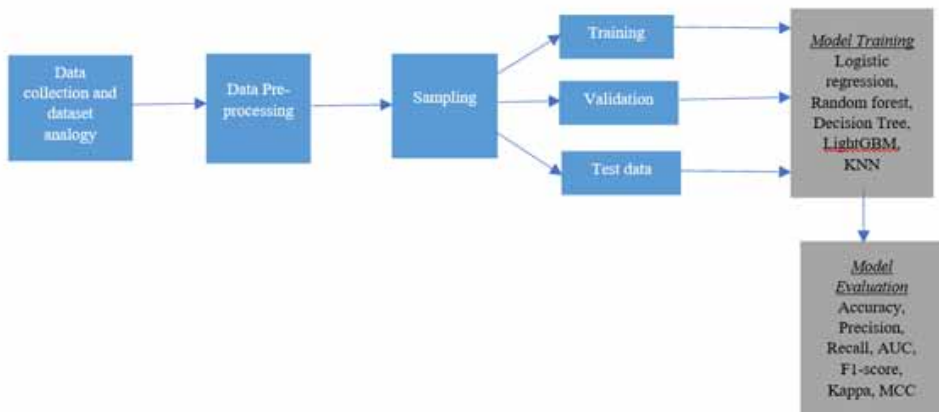 Data
collection and
dataset
analogy
Data Pre-
processing
Sampling
Training
Validation
Test data
Model Training
Logistic
regression,
Random forest,
Decision Tree,
LightGBM,
KNN
Model
Evaluation
Accuracy,
Precision,
Recall, AUC,
F1-score,
Kappa, MCC